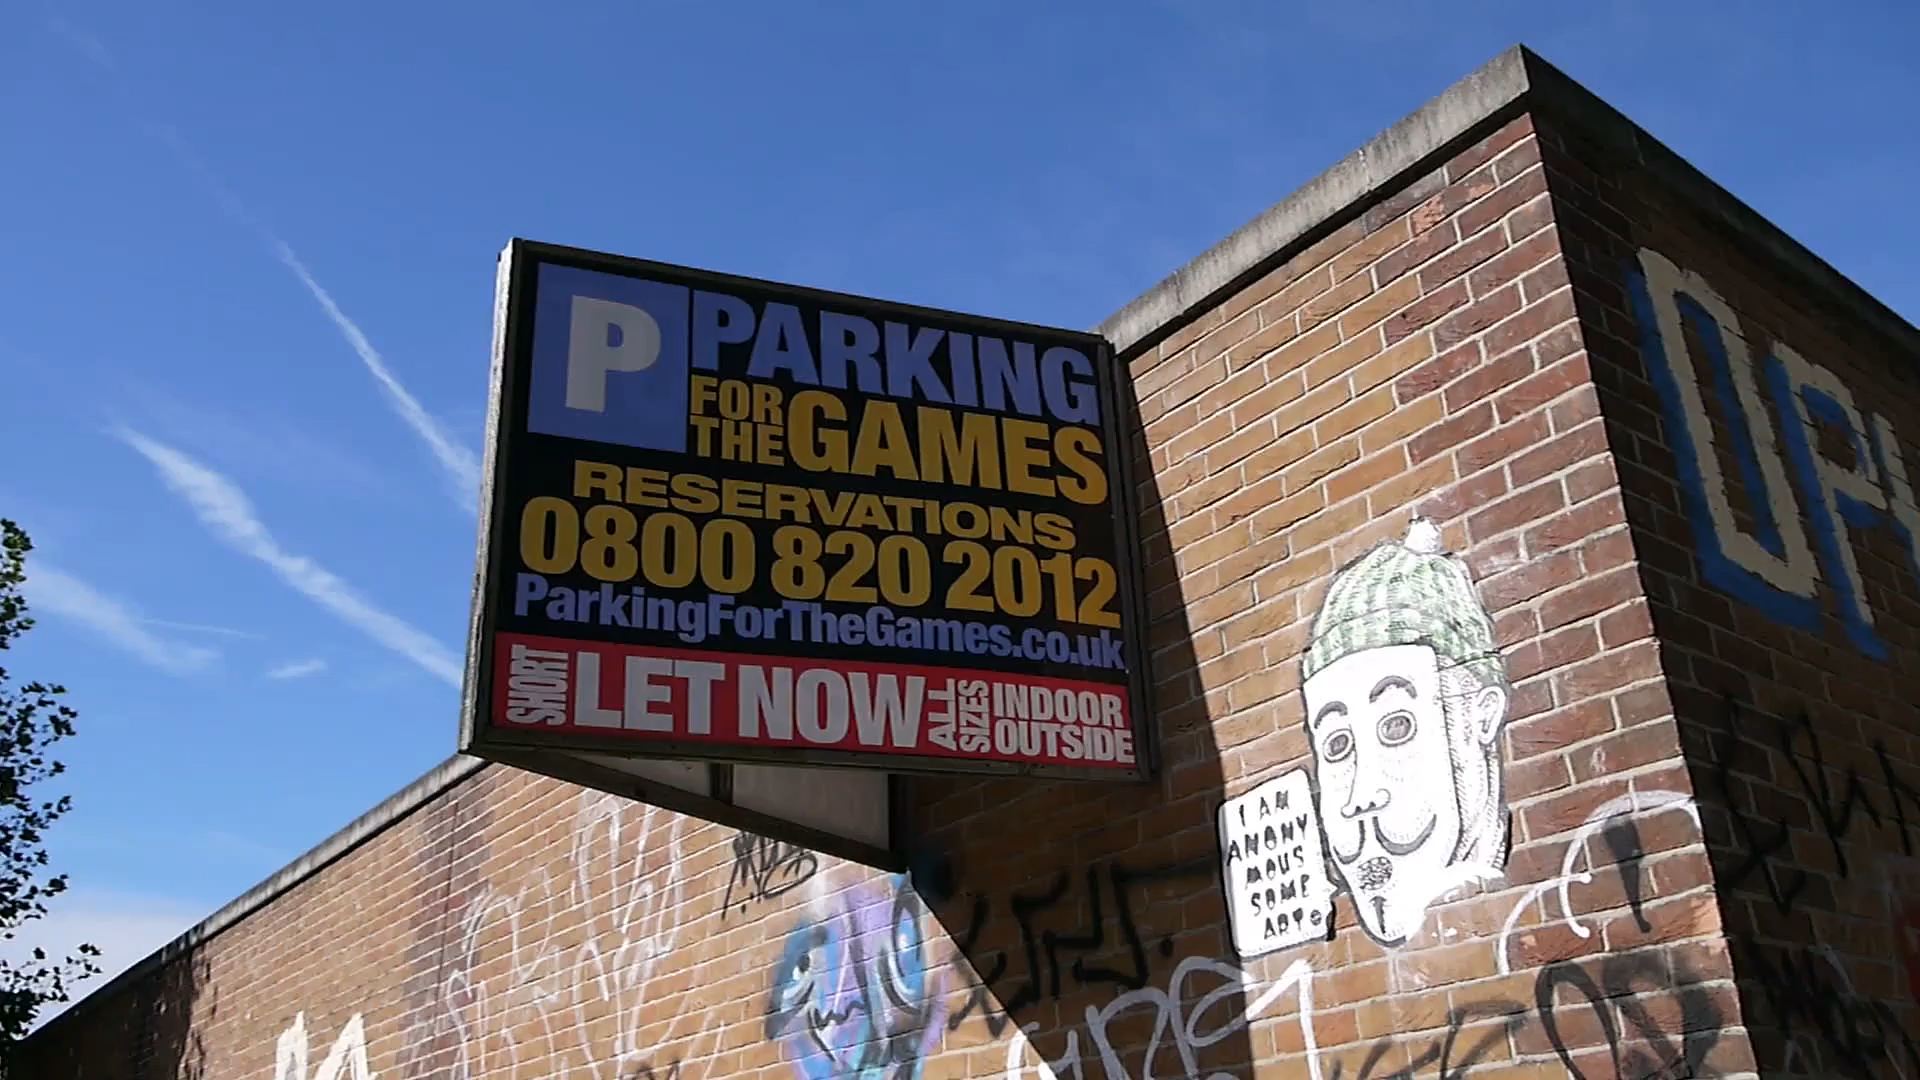 P PARKING
FOR THE GAMES
RESERVATIONS
0800 820 2012
ParkingForTheGames.co.uk
SHORT LET NOW ALL SIZES INDOOR OUTSIDE
I AM
ANONY
MOUS
SOME
ART